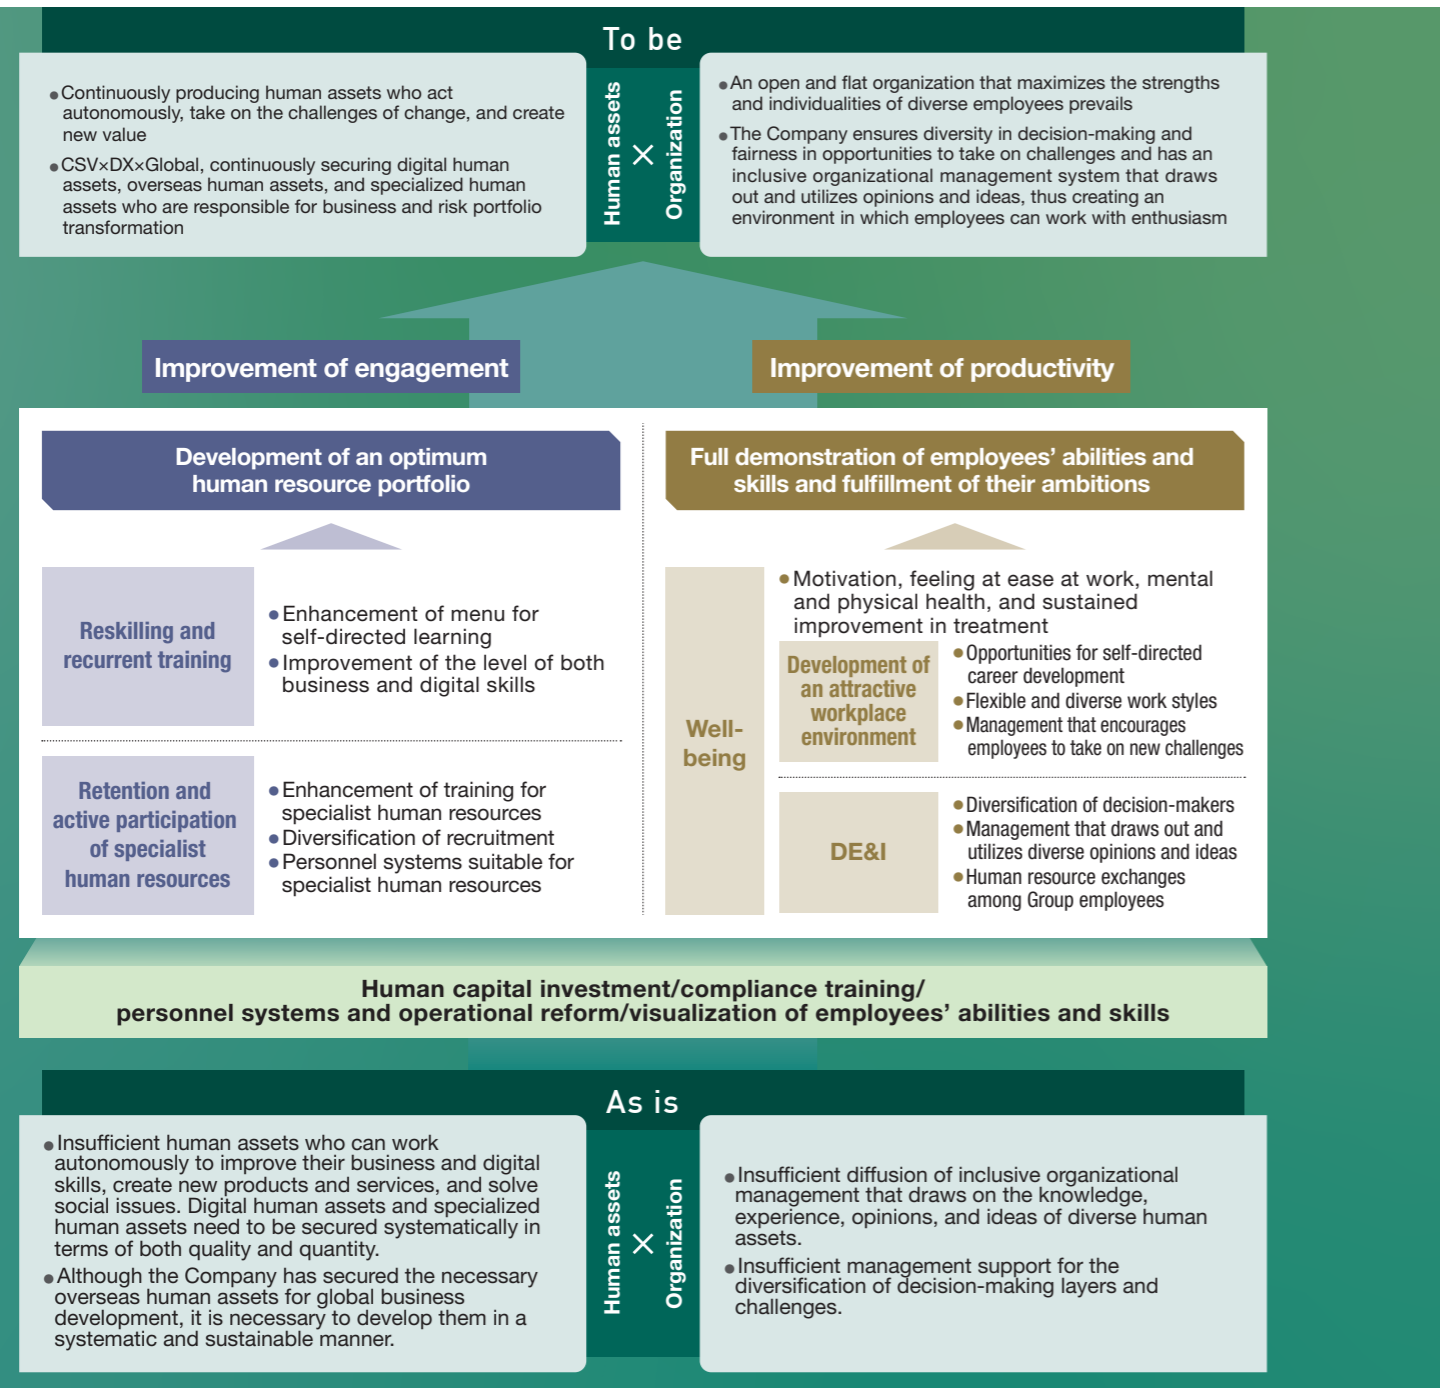 To be
●Continuously producing human assets who act
autonomously, take on the challenges of change, and create
new value
●CSV×DX×Global, continuously securing digital human
assets, overseas human assets, and specialized human
assets who are responsible for business and risk portfolio
transformation
Human assets
×
Organization
●An open and flat organization that maximizes the strengths
and individualities of diverse employees prevails
●The Company ensures diversity in decision-making and
fairness in opportunities to take on challenges and has an
inclusive organizational management system that draws
out and utilizes opinions and ideas, thus creating an
environment in which employees can work with enthusiasm
Improvement of engagement
Improvement of productivity
Development of an optimum
human resource portfolio
Reskilling and
recurrent training
●Enhancement of menu for
self-directed learning
●Improvement of the level of both
business and digital skills
Retention and
active participation
of specialist
human resources
●Enhancement of training for
specialist human resources
●Diversification of recruitment
●Personnel systems suitable for
specialist human resources
Full demonstration of employees’ abilities and
skills and fulfillment of their ambitions
Well-
being
●Motivation, feeling at ease at work, mental
and physical health, and sustained
improvement in treatment
Development of
an attractive
workplace
environment
●Opportunities for self-directed
career development
●Flexible and diverse work styles
●Management that encourages
employees to take on new challenges
DE&I
●Diversification of decision-makers
●Management that draws out and
utilizes diverse opinions and ideas
●Human resource exchanges
among Group employees
Human capital investment/compliance training/
personnel systems and operational reform/visualization of employees’ abilities and skills
As is
●Insufficient human assets who can work
autonomously to improve their business and digital
skills, create new products and services, and solve
social issues. Digital human assets and specialized
human assets need to be secured systematically in
terms of both quality and quantity.
●Although the Company has secured the necessary
overseas human assets for global business
development, it is necessary to develop them in a
systematic and sustainable manner.
Human assets
×
Organization
●Insufficient diffusion of inclusive organizational
management that draws on the knowledge,
experience, opinions, and ideas of diverse human
assets.
●Insufficient management support for the
diversification of decision-making layers and
challenges.